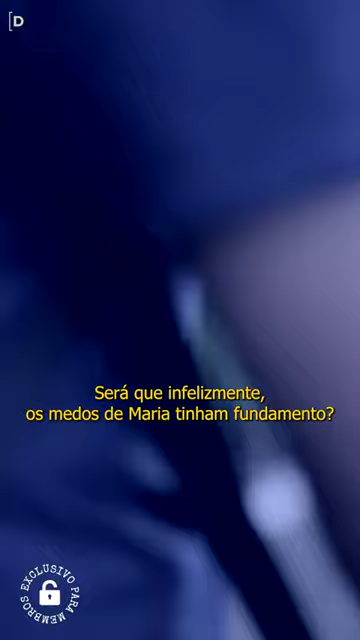 [D
Será que infelizmente,
os medos de Maria tinham fundamento?
EXCLUSIVO PARA MEMBROS